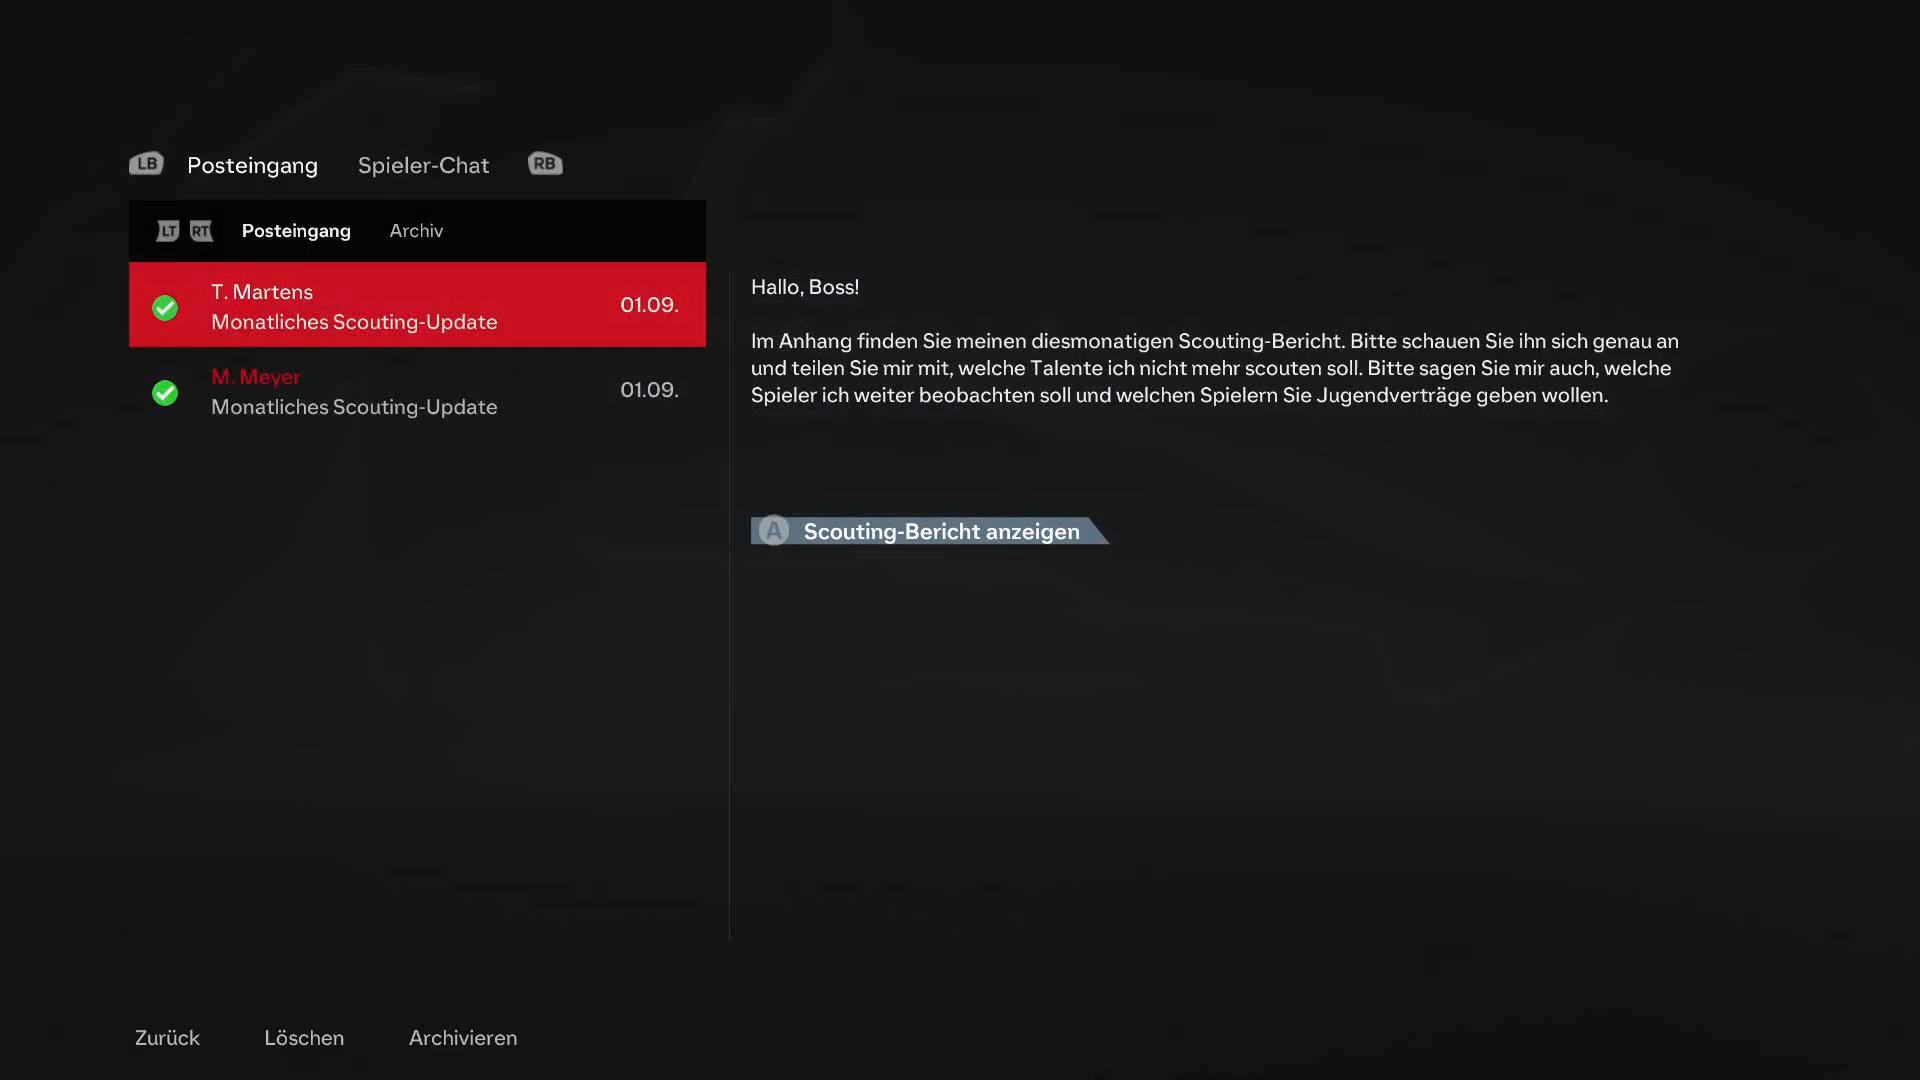 LB Posteingang Spieler-Chat RB
LT RT Posteingang Archiv
T. Martens
Monatliches Scouting-Update
01.09.
M. Meyer
Monatliches Scouting-Update
01.09.
Hallo, Boss!
Im Anhang finden Sie meinen diesmonatigen Scouting-Bericht. Bitte schauen Sie ihn sich genau an
und teilen Sie mir mit, welche Talente ich nicht mehr scouten soll. Bitte sagen Sie mir auch, welche
Spieler ich weiter beobachten soll und welchen Spielern Sie Jugendverträge geben wollen.
A Scouting-Bericht anzeigen
Zurück Löschen Archivieren